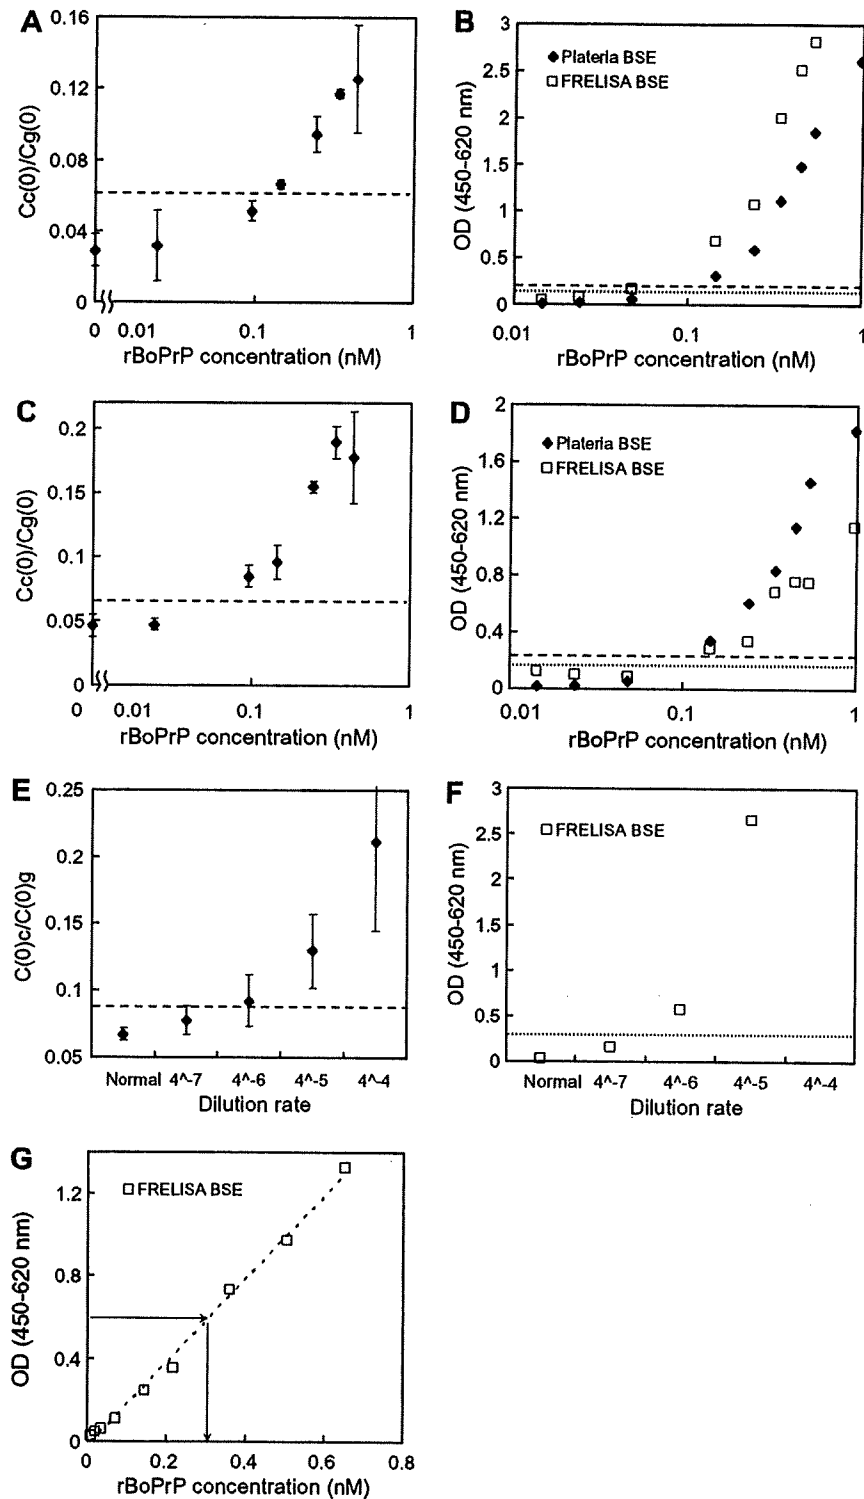 A
Cc(0)/Cg(0)
0.16
0.12
0.08
0.04
0
0 0.01 0.1 1
rBoPrP concentration (nM)
B
OD (450-620 nm)
Plateria BSE
FRELISA BSE
3
2.5
2
1.5
1
0.5
0
0.01 0.1 1
rBoPrP concentration (nM)
C
Cc(0)/Cg(0)
0.2
0.15
0.1
0.05
0
0 0.01 0.1 1
rBoPrP concentration (nM)
D
OD (450-620 nm)
Plateria BSE
FRELISA BSE
2
1.6
1.2
0.8
0.4
0
0.01 0.1 1
rBoPrP concentration (nM)
E
C(0)c/C(0)g
0.25
0.2
0.15
0.1
0.05
Normal 4^-7 4^-6 4^-5 4^-4
Dilution rate
F
OD (450-620 nm)
FRELISA BSE
3
2.5
2
1.5
1
0.5
0
Normal 4^-7 4^-6 4^-5 4^-4
Dilution rate
G
OD (450-620 nm)
FRELISA BSE
1.2
0.8
0.4
0
0 0.2 0.4 0.6 0.8
rBoPrP concentration (nM)